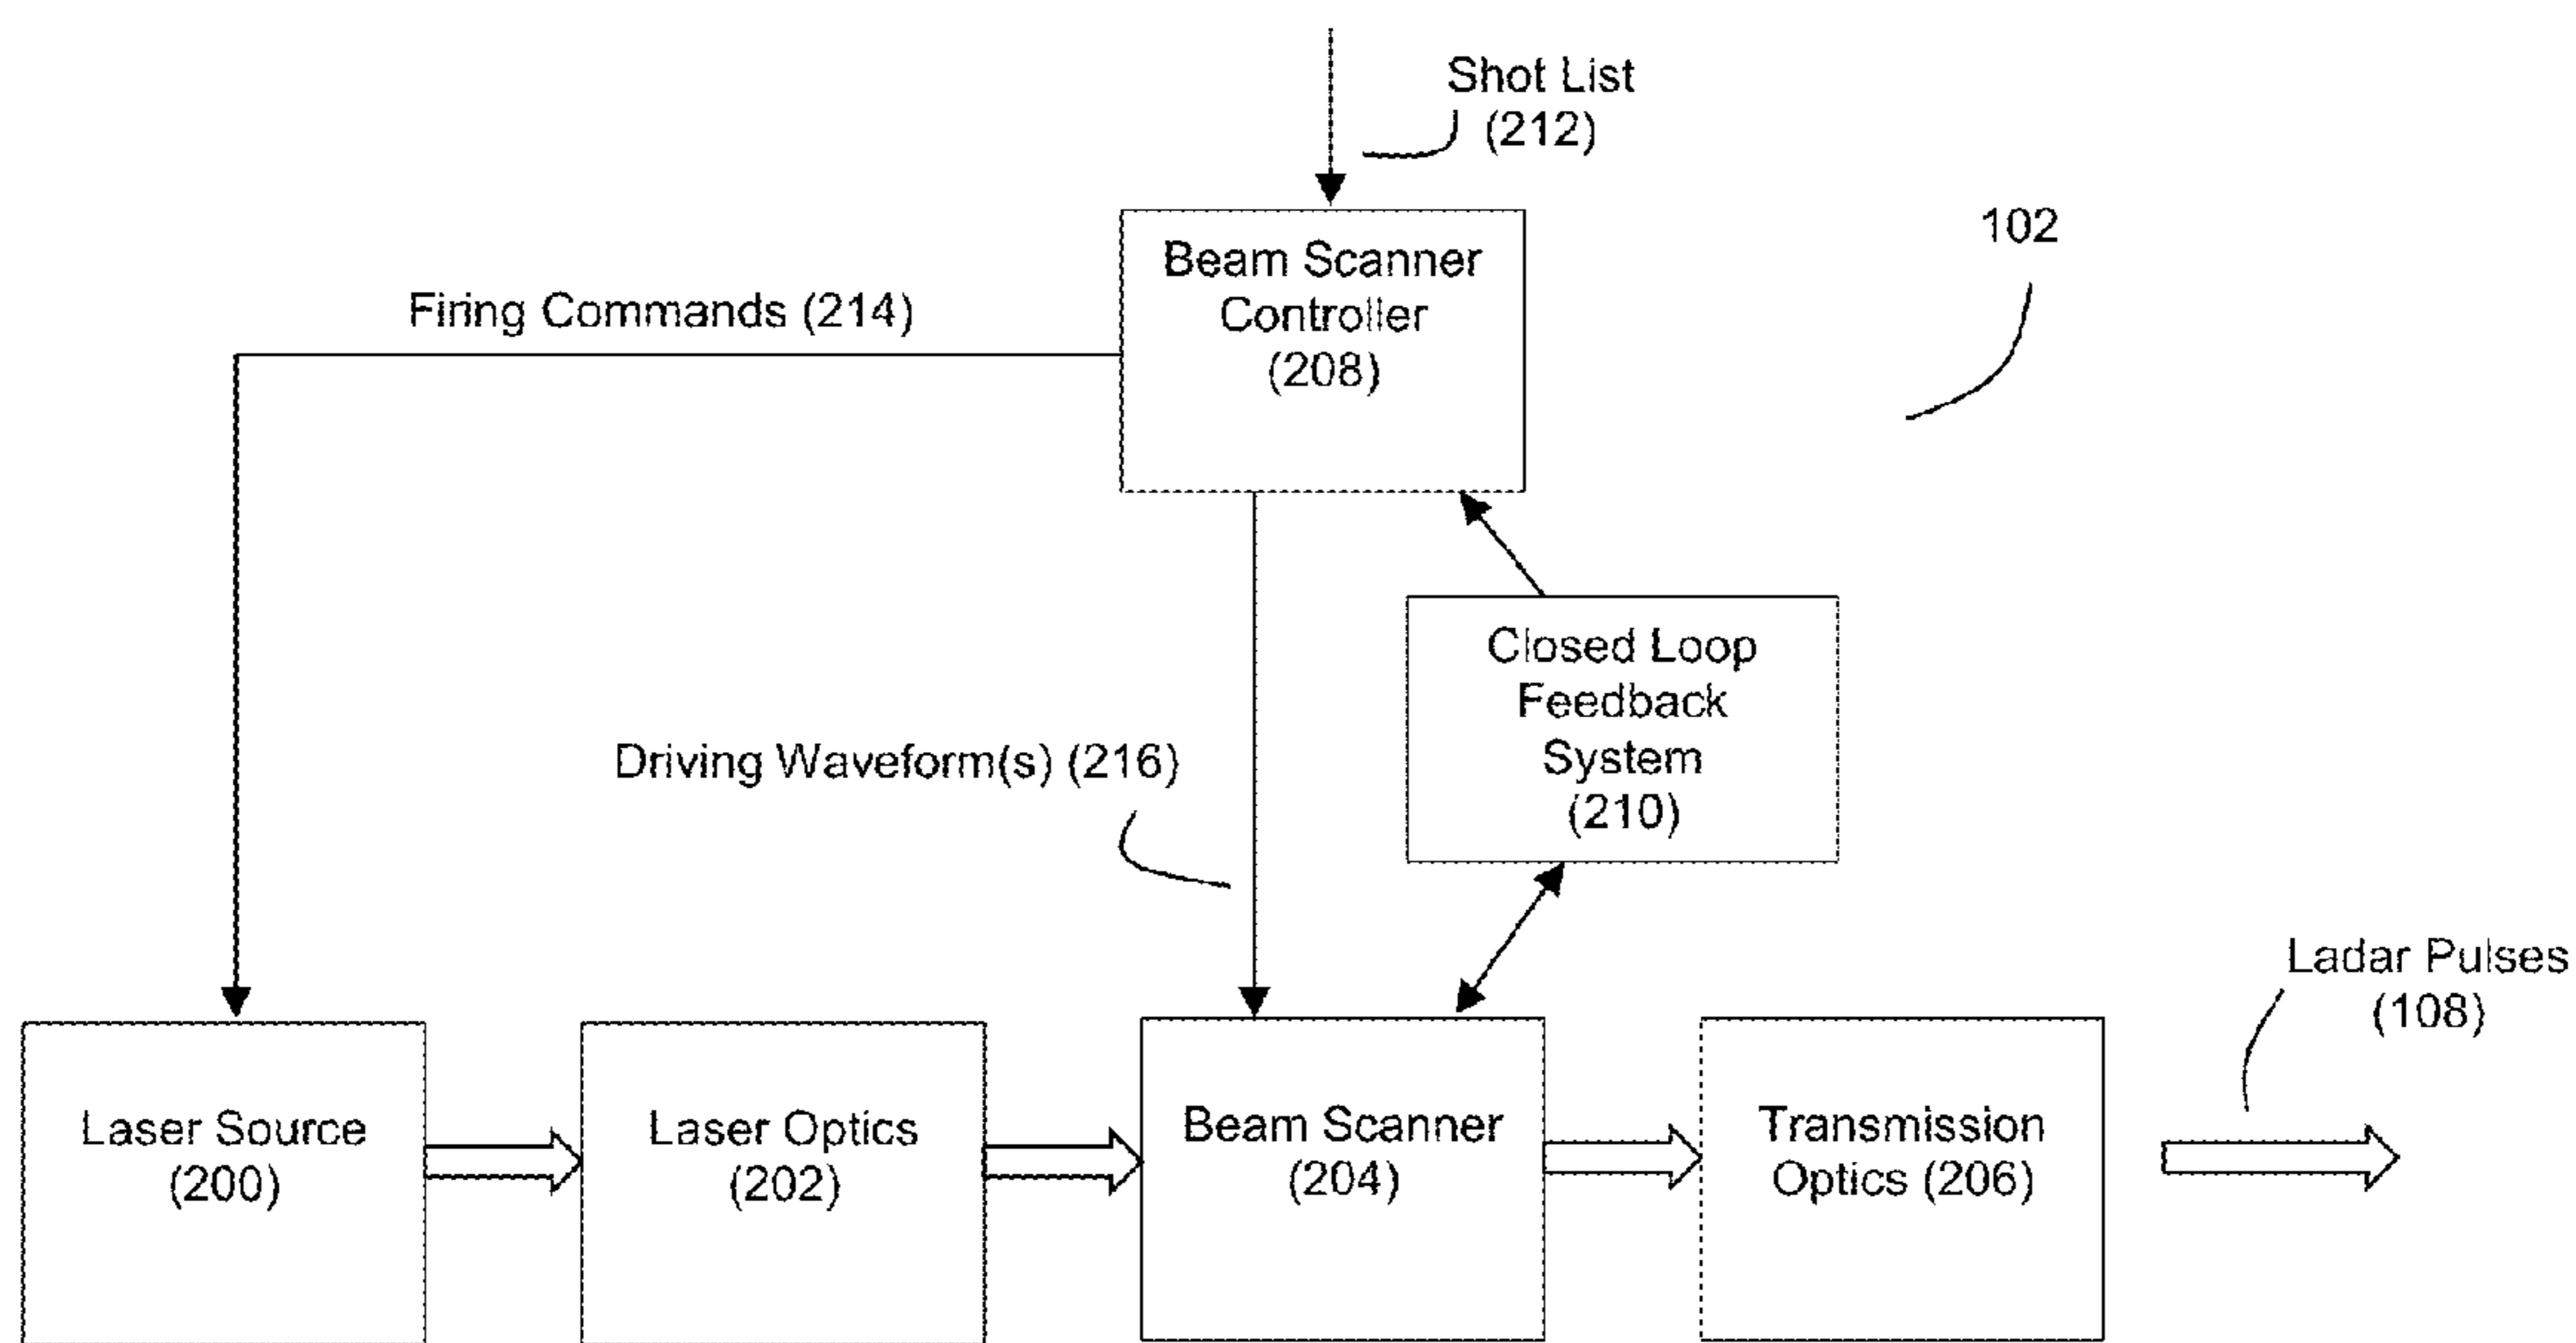 Shot List
(212)
Beam Scanner
Controller
(208)
102
Firing Commands (214)
Closed Loop
Feedback
System
(210)
Driving Waveform(s) (216)
Ladar Pulses
(108)
Laser Source
(200)
Laser Optics
(202)
Beam Scanner
(204)
Transmission
Optics (206)